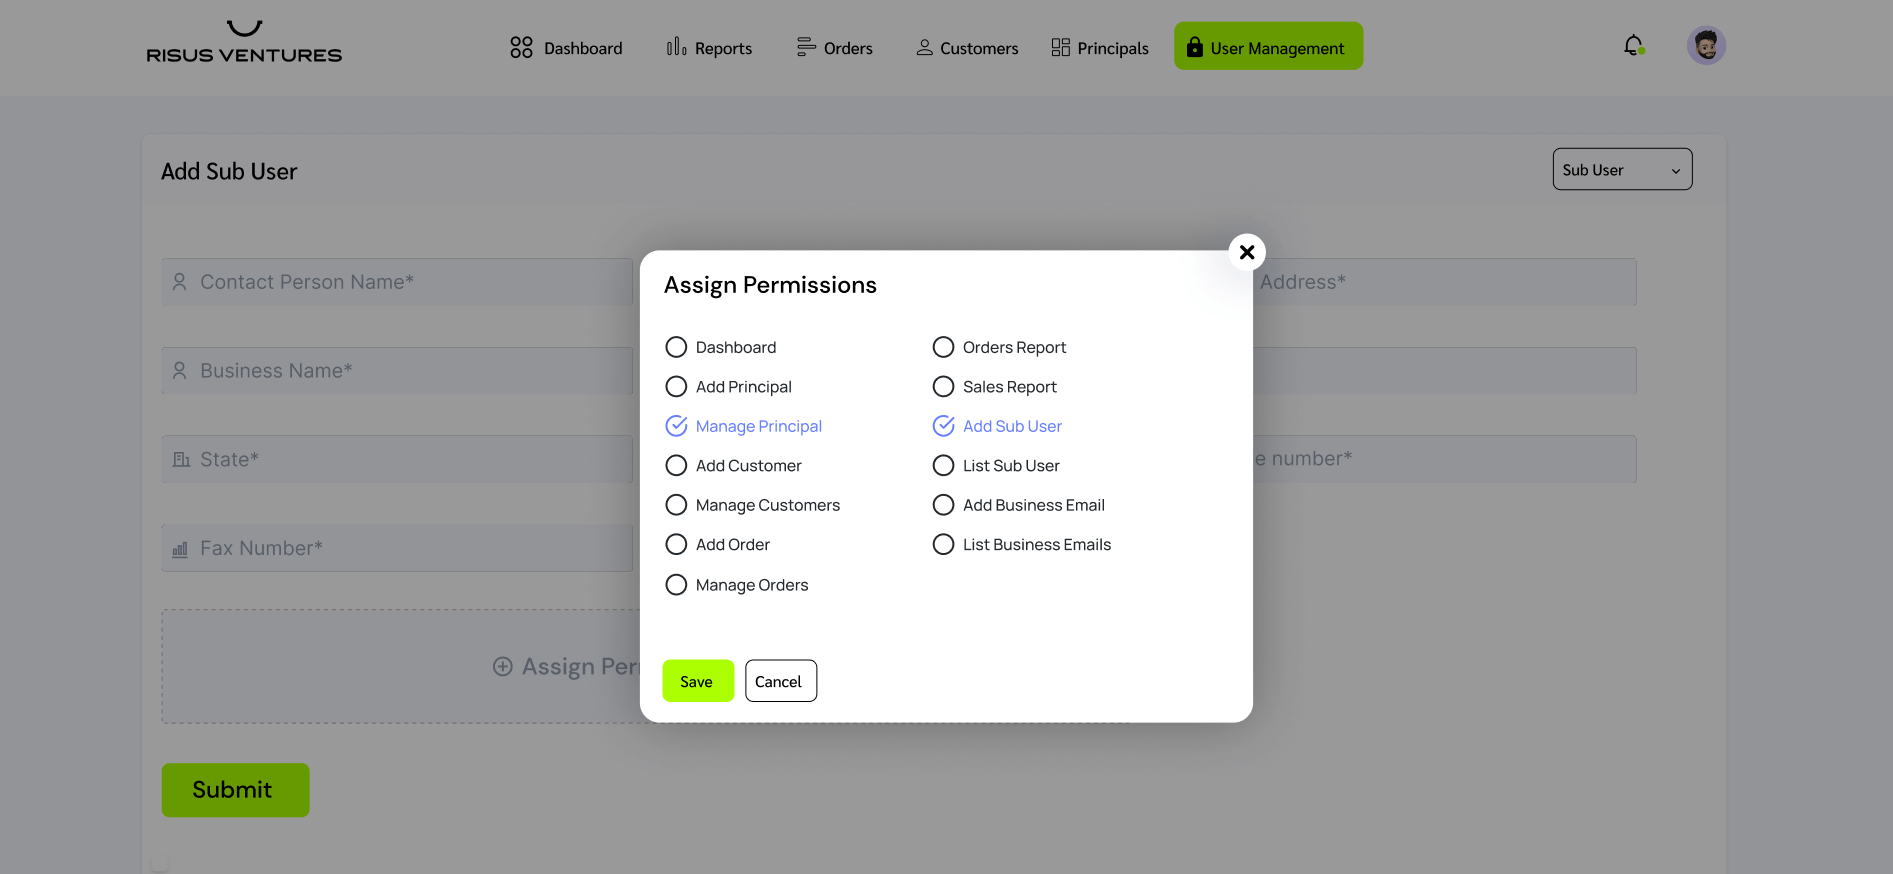 RISUS VENTURES
Dashboard
Reports
Orders
Customers
Principals
User Management
Add Sub User
Sub User
Contact Person Name*
Address*
Business Name*
State*
number*
Fax Number*
Assign
Submit
Assign Permissions
Dashboard
Orders Report
Add Principal
Sales Report
Manage Principal
Add Sub User
Add Customer
List Sub User
Manage Customers
Add Business Email
Add Order
List Business Emails
Manage Orders
Save
Cancel